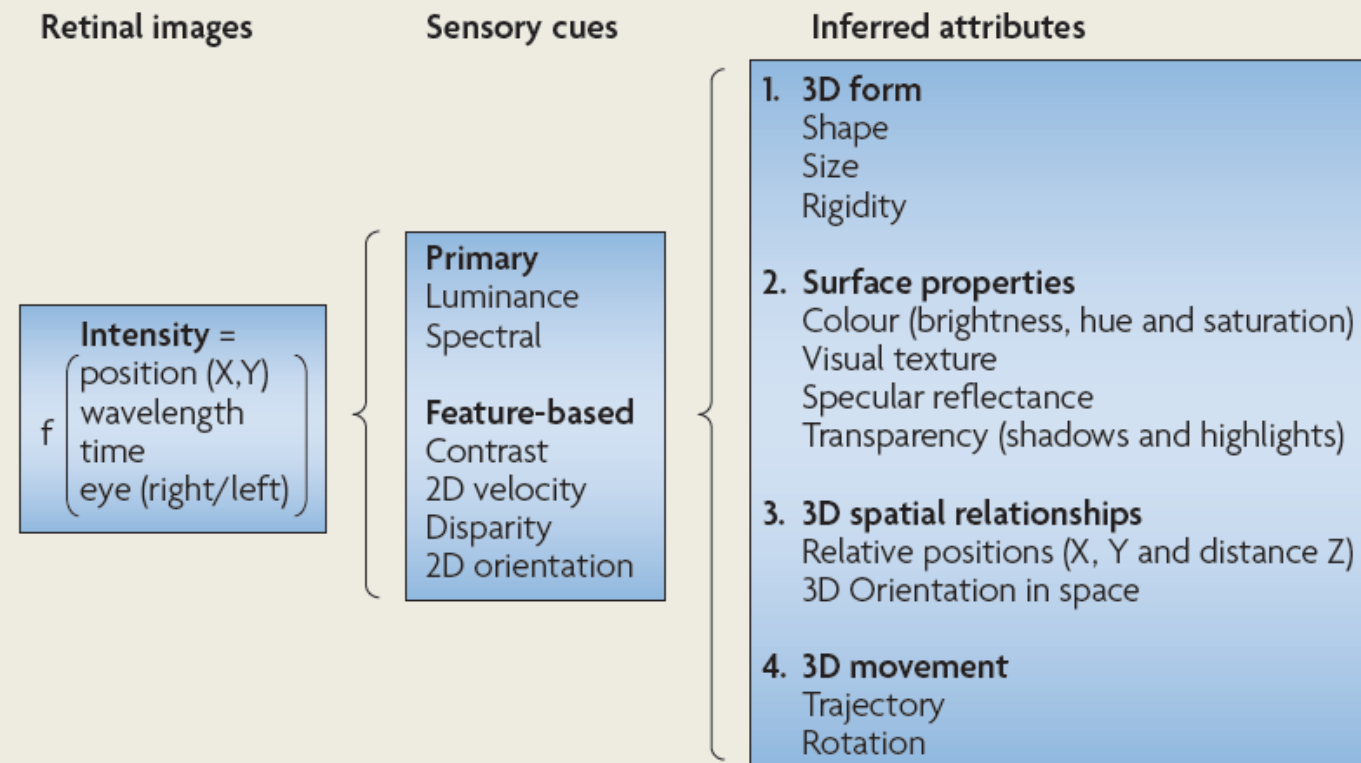 Retinal images
Sensory cues
Inferred attributes
Intensity =
f
position (X,Y)
wavelength
time
eye (right/left)
Primary
Luminance
Spectral
Feature-based
Contrast
2D velocity
Disparity
2D orientation
1. 3D form
Shape
Size
Rigidity
2. Surface properties
Colour (brightness, hue and saturation)
Visual texture
Specular reflectance
Transparency (shadows and highlights)
3. 3D spatial relationships
Relative positions (X, Y and distance Z)
3D Orientation in space
4. 3D movement
Trajectory
Rotation